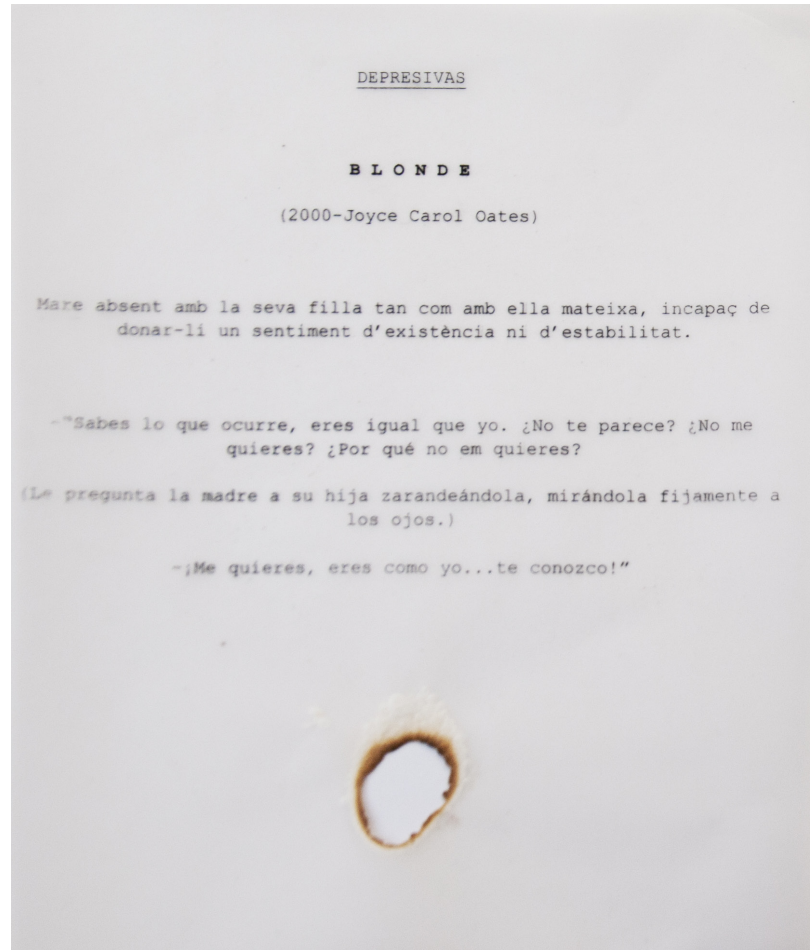 DEPRESIVAS
B L O N D E
(2000-Joyce Carol Oates)
Mare absent amb la seva filla tan com amb ella mateixa, incapaç de
donar-li un sentiment d'existència ni d'estabilitat.
-"Sabes lo que ocurre, eres igual que yo. ¿No te parece? ¿No me
quieres? ¿Por qué no em quieres?
(Le pregunta la madre a su hija zarandeándola, mirándola fijamente a
los ojos.)
-¡Me quieres, eres como yo...te conozco!"